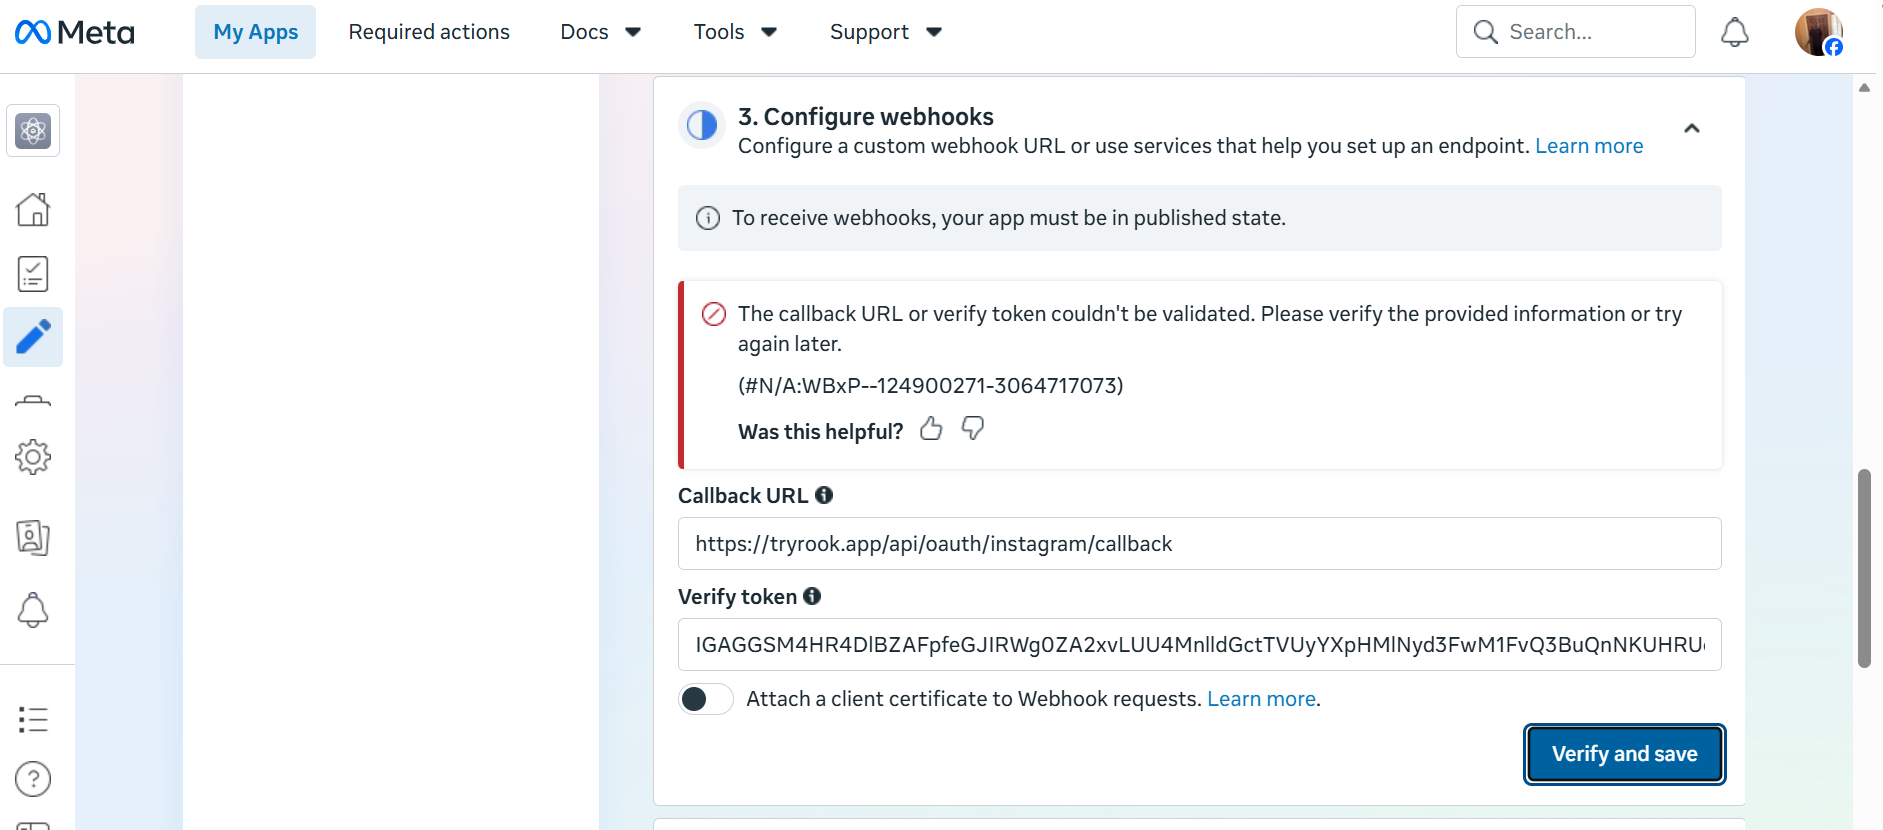 Meta
My Apps
Required actions
Docs
Tools
Support
Search...
3. Configure webhooks
Configure a custom webhook URL or use services that help you set up an endpoint. Learn more
To receive webhooks, your app must be in published state.
The callback URL or verify token couldn't be validated. Please verify the provided information or try
again later.
(#N/A:WBxP--124900271-3064717073)
Was this helpful?
Callback URL
https://tryrook.app/api/oauth/instagram/callback
Verify token
IGAGGSM4HR4DlBZAFpfeGJIRWg0ZA2xvLUU4MnlldGctTVUyYXpHMlNyd3FwM1FvQ3BuQnNKUHRU
Attach a client certificate to Webhook requests. Learn more.
Verify and save